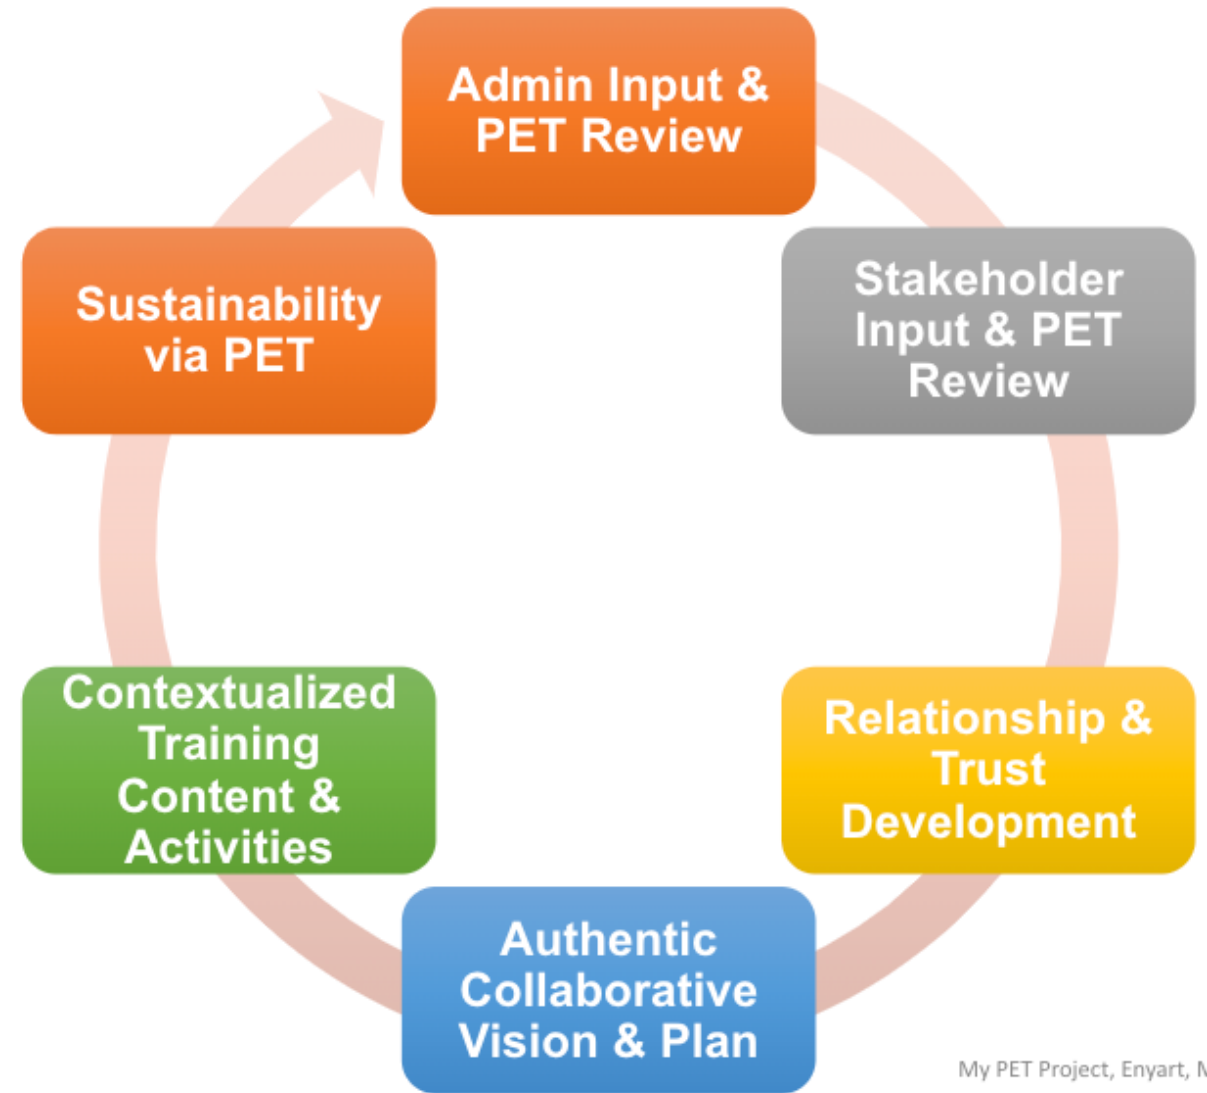 Admin Input &
PET Review
Stakeholder
Input & PET
Review
Relationship &
Trust
Development
Authentic
Collaborative
Vision & Plan
Contextualized
Training
Content &
Activities
Sustainability
via PET
My PET Project, Enyart,